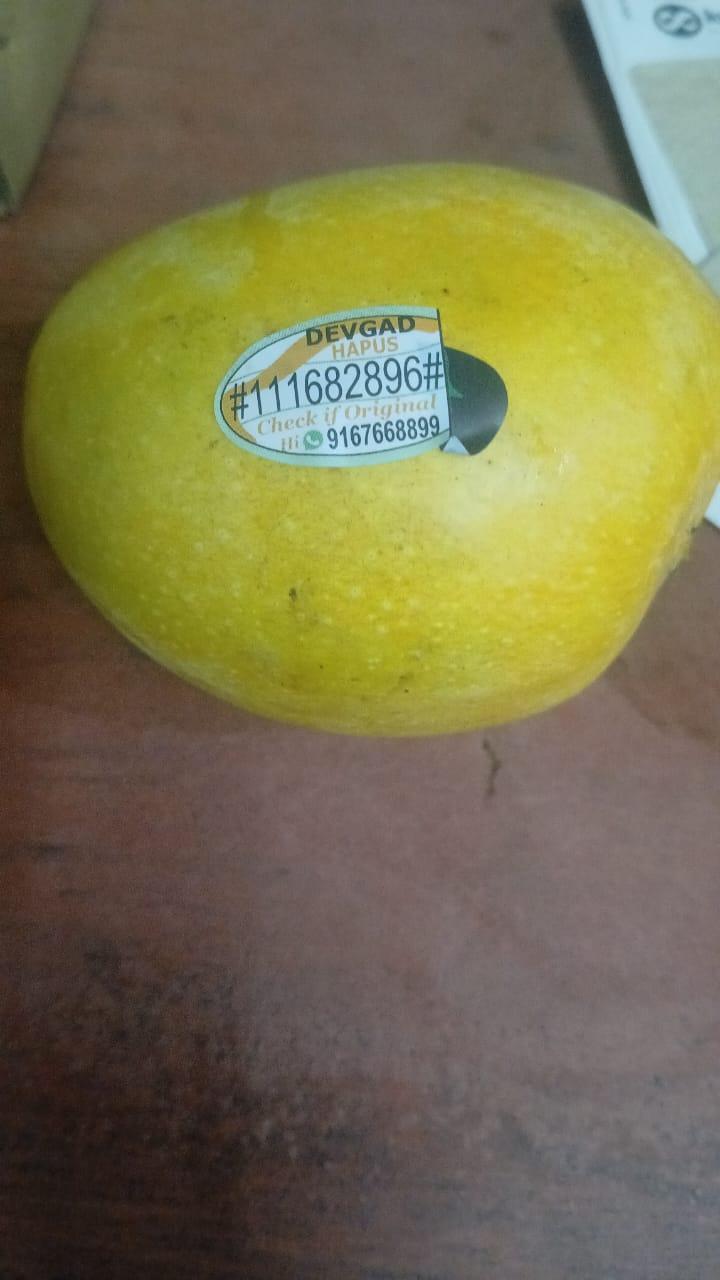 DEVGAD
HAPUS
#111682896#
Check if Original
Hi 9167668899